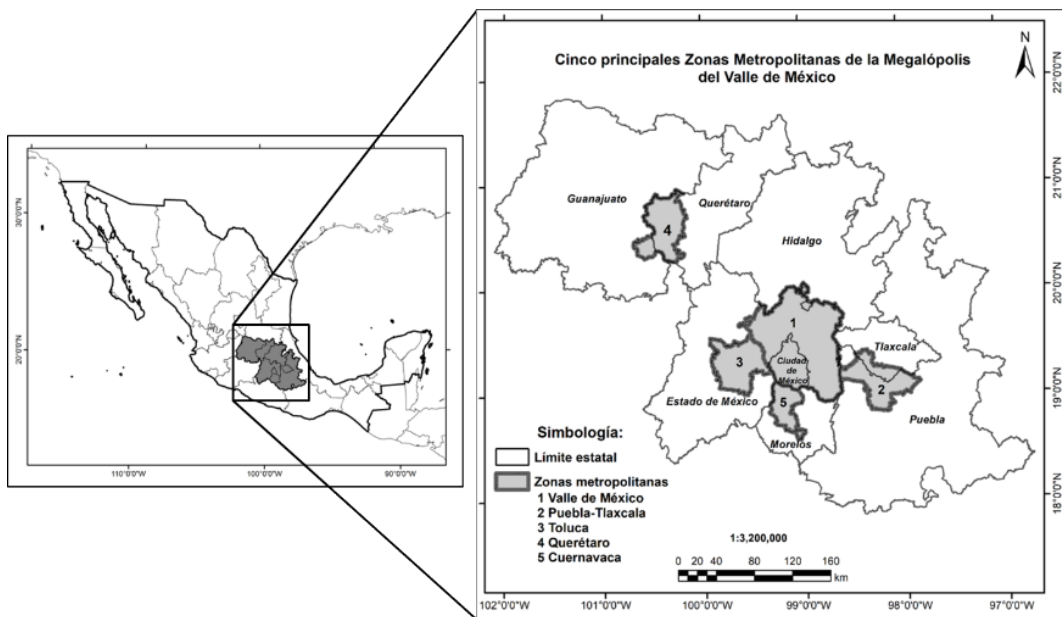 Cinco principales Zonas Metropolitanas de la Megalópolis
del Valle de México
N
22°0'0"N
21°0'0"N
20°0'0"N
19°0'0"N
18°0'0"N
Guanajuato
Querétaro
4
Hidalgo
1
Tlaxcala
3
Ciudad
de
México
2
Estado de México
5
Puebla
Morelos
Simbología:
Límite estatal
Zonas metropolitanas
1 Valle de México
2 Puebla-Tlaxcala
3 Toluca
4 Querétaro
5 Cuernavaca
1:3,200,000
0 20 40 80 120 160
km
102°0'0"W 101°0'0"W 100°0'0"W 99°0'0"W 98°0'0"W 97°0'0"W
30°0'0"N
20°0'0"N
110°0'0"W 100°0'0"W 90°0'0"W